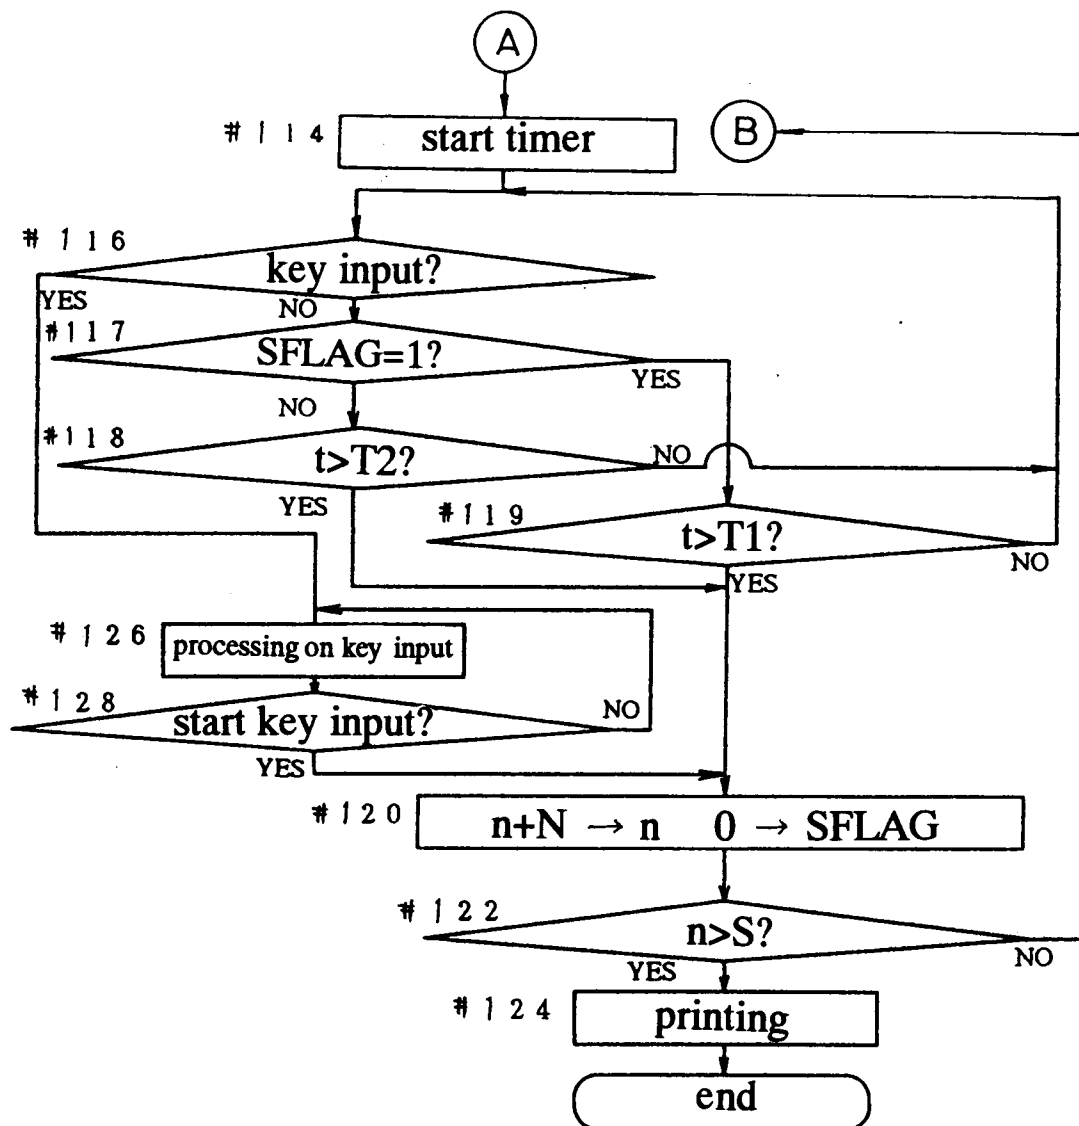 A
#114 start timer B
#116
key input?
YES
NO
#117
SFLAG=1?
YES
NO
#118
t>T2?
NO
YES
#119
t>T1?
NO
YES
#126 processing on key input
#128
start key input?
NO
YES
#120 n+N → n 0 → SFLAG
#122
n>S?
NO
YES
#124 printing
end